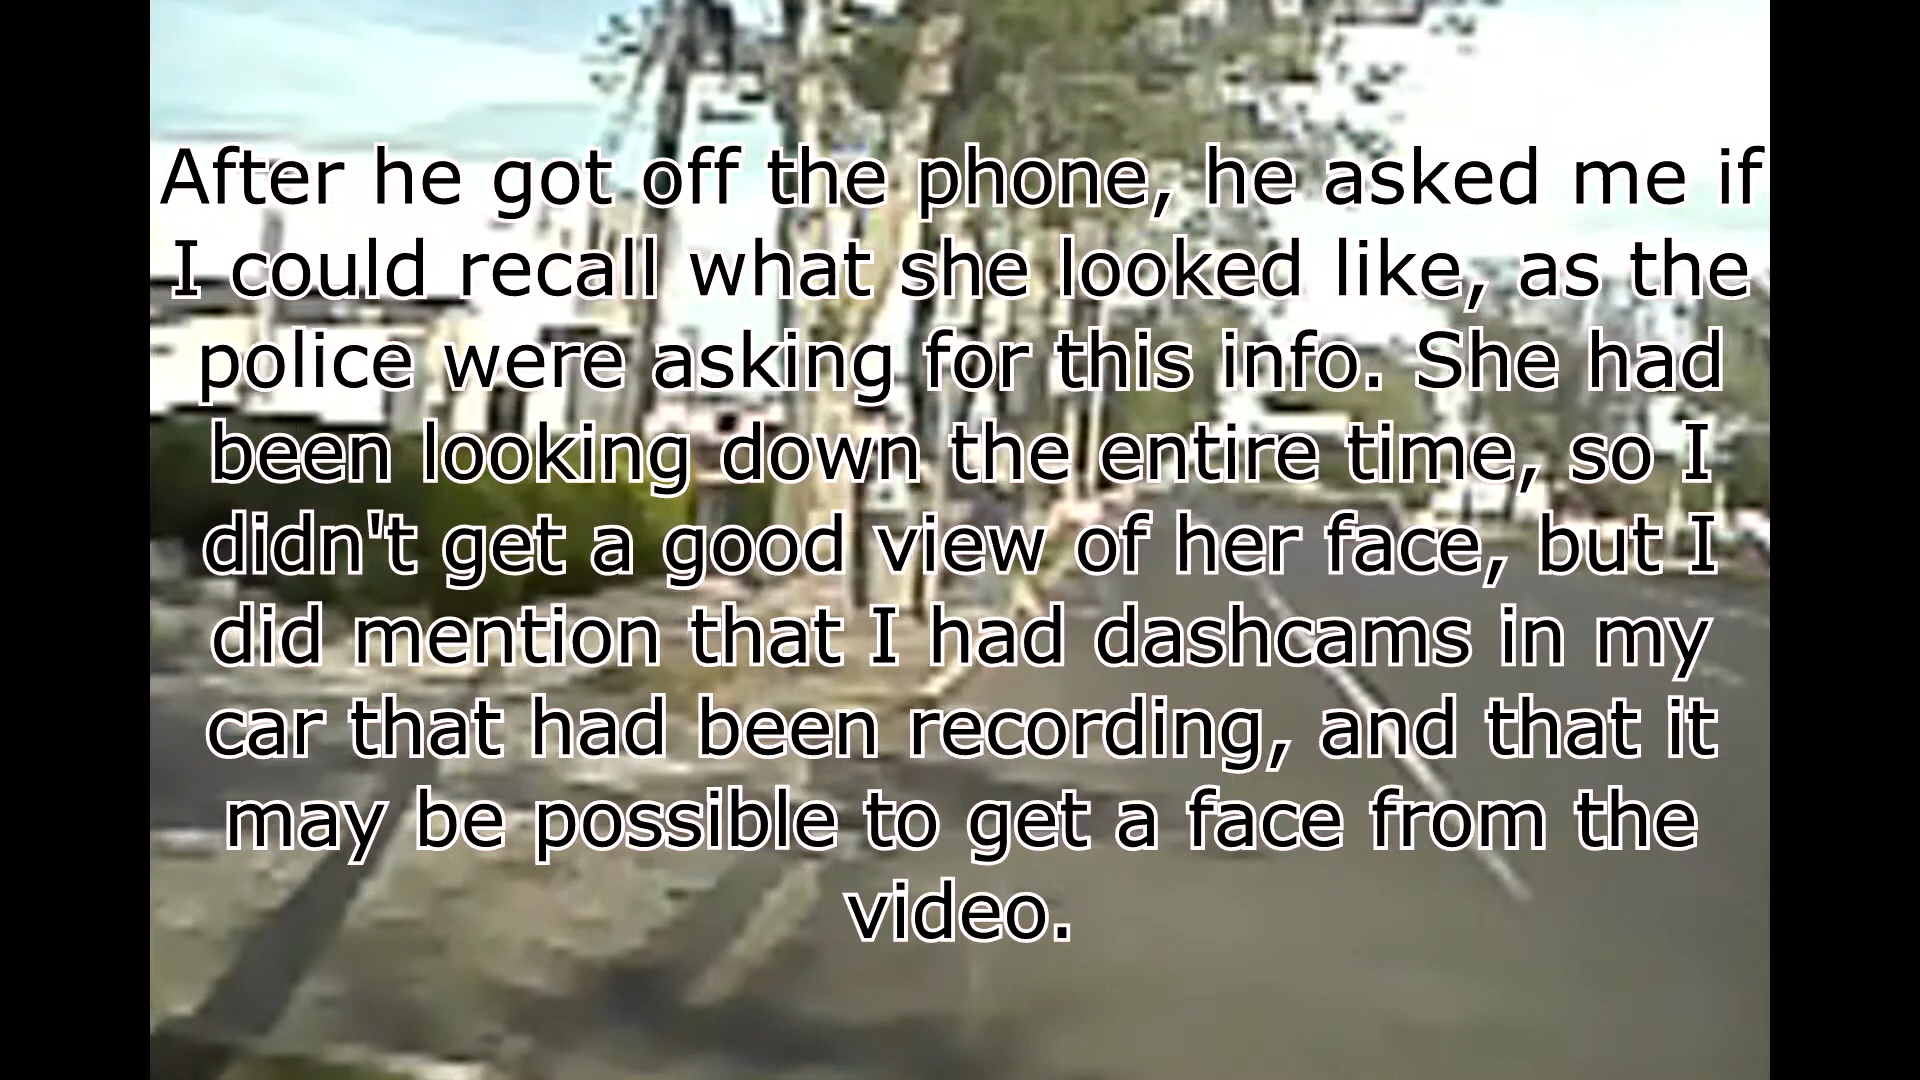 After he got off the phone, he asked me if
I could recall what she looked like, as the
police were asking for this info. She had
been looking down the entire time, so I
didn't get a good view of her face, but I
did mention that I had dashcams in my
car that had been recording, and that it
may be possible to get a face from the
video.